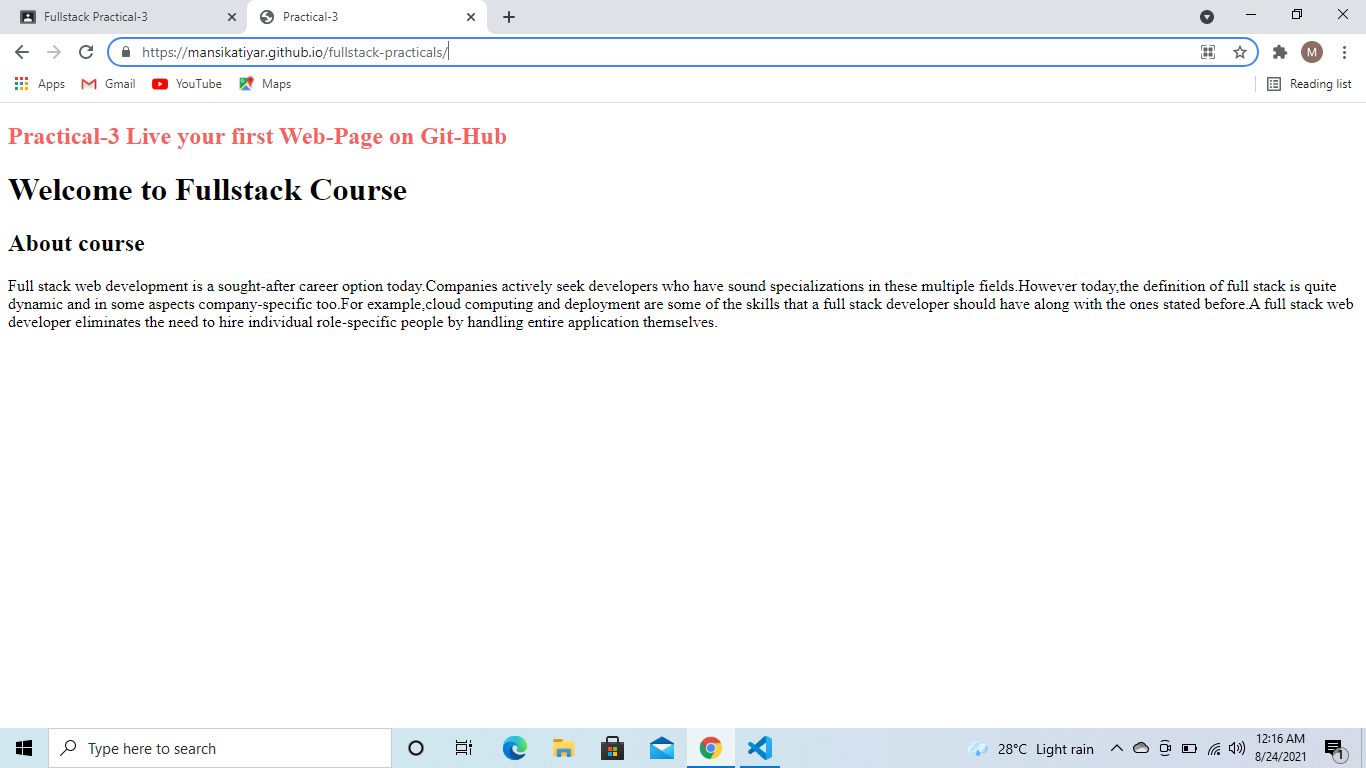 Fullstack Practical-3
Practical-3
https://mansikatiyar.github.io/fullstack-practicals/
M
Apps
Gmail
YouTube
Maps
Reading list
Practical-3 Live your first Web-Page on Git-Hub
Welcome to Fullstack Course
About course
Full stack web development is a sought-after career option today.Companies actively seek developers who have sound specializations in these multiple fields.However today,the definition of full stack is quite
dynamic and in some aspects company-specific too.For example,cloud computing and deployment are some of the skills that a full stack developer should have along with the ones stated before.A full stack web
developer eliminates the need to hire individual role-specific people by handling entire application themselves.
Type here to search
28°C Light rain
12:16 AM
8/24/2021
1